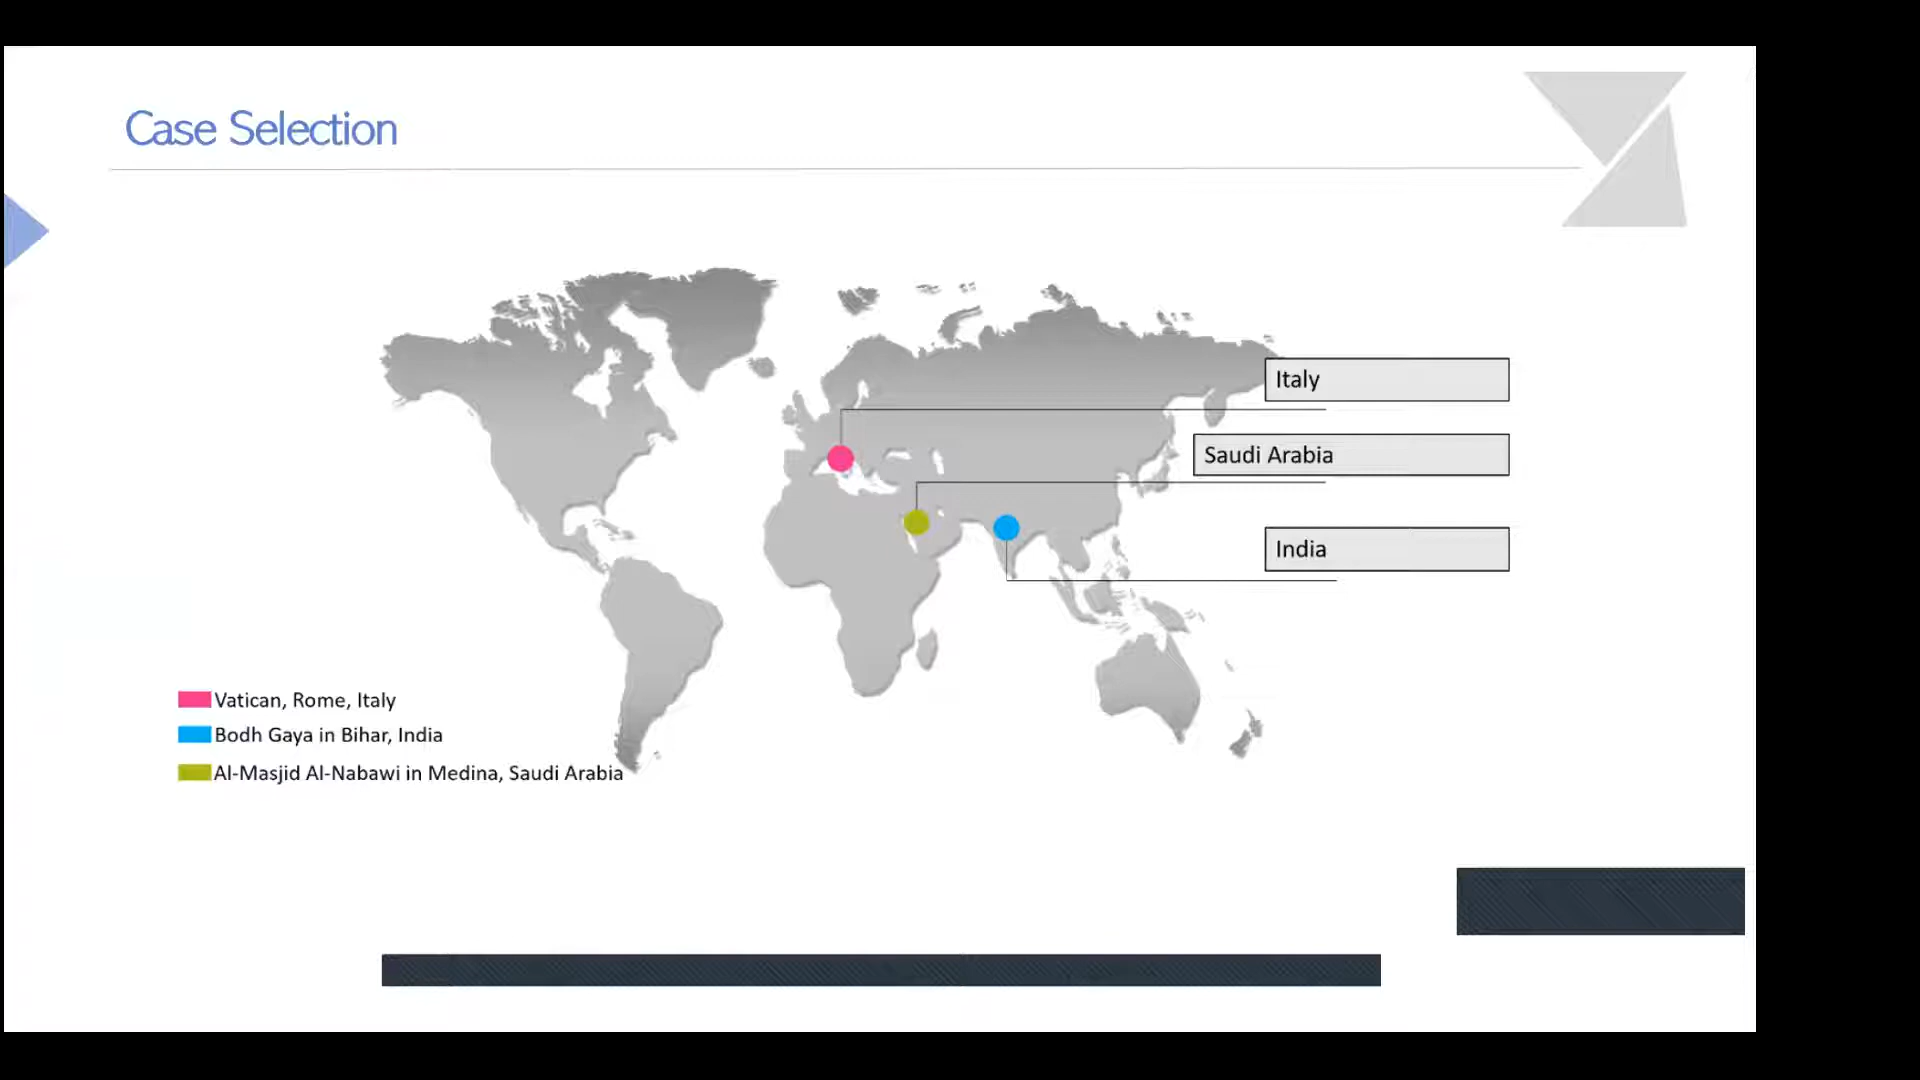 Case Selection
Italy
Saudi Arabia
India
Vatican, Rome, Italy
Bodh Gaya in Bihar, India
Al-Masjid Al-Nabawi in Medina, Saudi Arabia